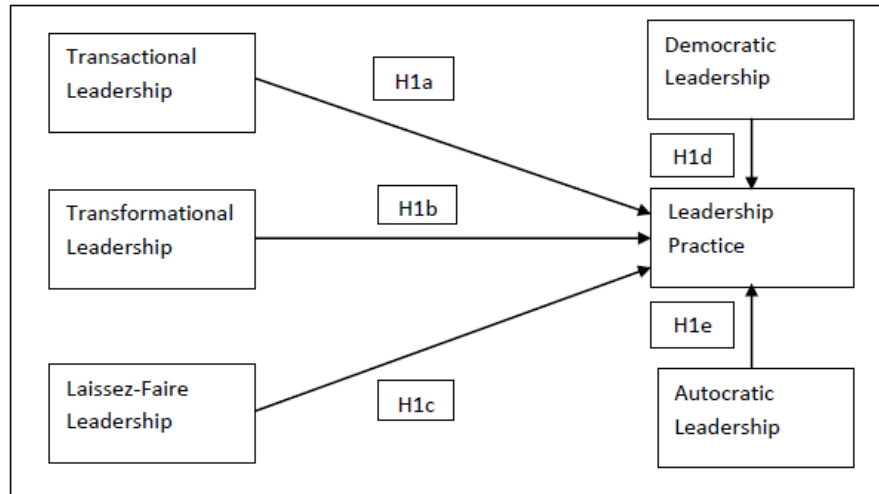 Transactional
Leadership
H1a
Democratic
Leadership
H1d
Transformational
Leadership
H1b
Leadership
Practice
H1e
Laissez-Faire
Leadership
H1c
Autocratic
Leadership